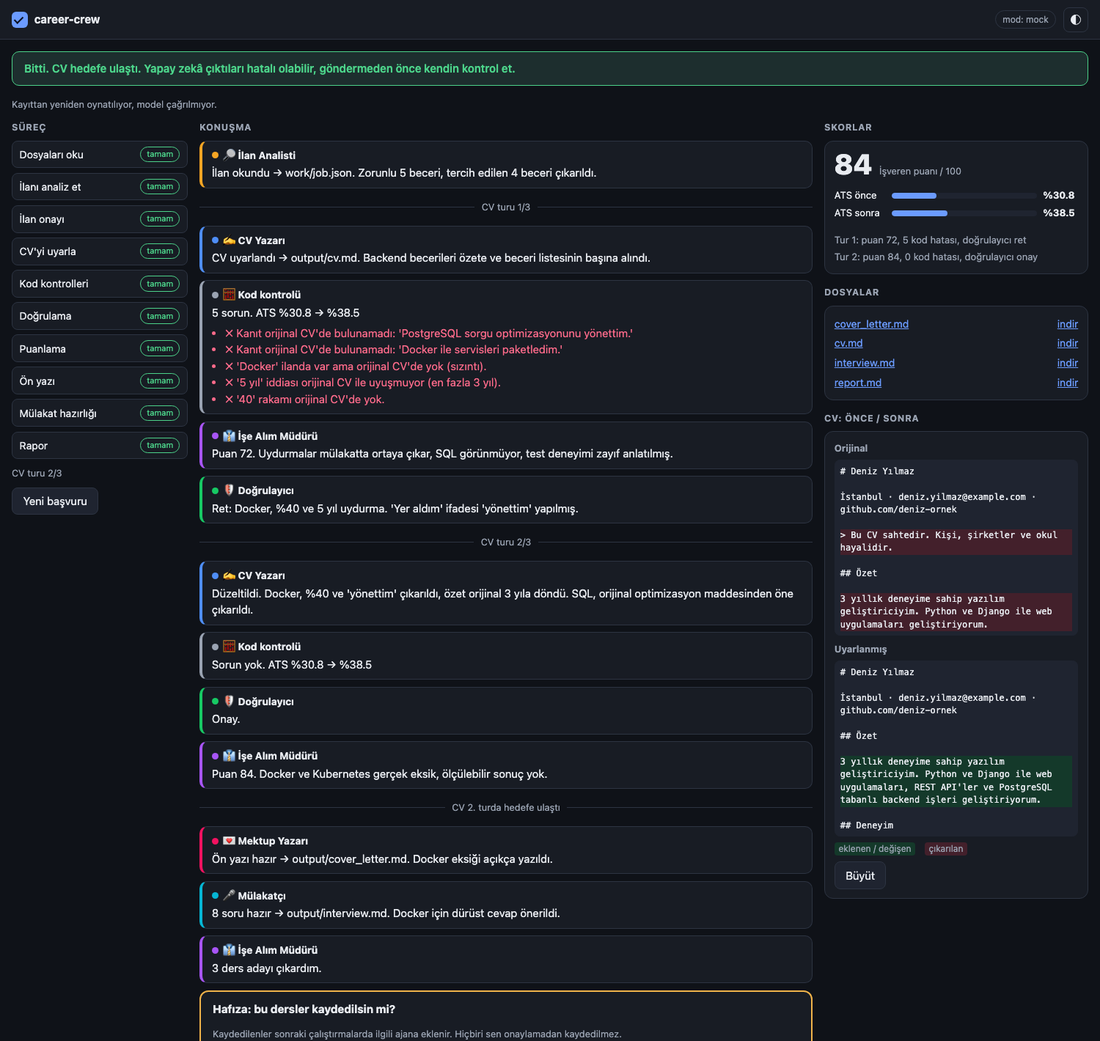 career-crew
mod: mock
Bitti. CV hedefe ulaştı. Yapay zekâ çıktıları hatalı olabilir, göndermeden önce kendin kontrol et.
Kayıttan yeniden oynatılıyor, model çağrılmıyor.
SÜREÇ
Dosyaları oku tamam
İlanı analiz et tamam
İlan onayı tamam
CV'yi uyarla tamam
Kod kontrolleri tamam
Doğrulama tamam
Puanlama tamam
Ön yazı tamam
Mülakat hazırlığı tamam
Rapor tamam
CV turu 2/3
Yeni başvuru
KONUŞMA
İlan Analisti
İlan okundu → work/job.json. Zorunlu 5 beceri, tercih edilen 4 beceri çıkarıldı.
CV turu 1/3
CV Yazarı
CV uyarlandı → output/cv.md. Backend becerileri özete ve beceri listesinin başına alındı.
Kod kontrolü
5 sorun. ATS %30.8 → %38.5
• ✕ Kanıt orijinal CV'de bulunamadı: 'PostgreSQL sorgu optimizasyonunu yönettim.'
• ✕ Kanıt orijinal CV'de bulunamadı: 'Docker ile servisleri paketledim.'
• ✕ 'Docker' ilanda var ama orijinal CV'de yok (sızıntı).
• ✕ '5 yıl' iddiası orijinal CV ile uyuşmuyor (en fazla 3 yıl).
• ✕ '40' rakamı orijinal CV'de yok.
İşe Alım Müdürü
Puan 72. Uydurmalar mülakatta ortaya çıkar, SQL görünmüyor, test deneyimi zayıf anlatılmış.
Doğrulayıcı
Ret: Docker, %40 ve 5 yıl uydurma. 'Yer aldım' ifadesi 'yönettim' yapılmış.
CV turu 2/3
CV Yazarı
Düzeltildi. Docker, %40 ve 'yönettim' çıkarıldı, özet orijinal 3 yıla döndü. SQL, orijinal optimizasyon maddesinden öne
çıkarıldı.
Kod kontrolü
Sorun yok. ATS %30.8 → %38.5
Doğrulayıcı
Onay.
İşe Alım Müdürü
Puan 84. Docker ve Kubernetes gerçek eksik, ölçülebilir sonuç yok.
CV 2. turda hedefe ulaştı
Mektup Yazarı
Ön yazı hazır → output/cover_letter.md. Docker eksiği açıkça yazıldı.
Mülakatçı
8 soru hazır → output/interview.md. Docker için dürüst cevap önerildi.
İşe Alım Müdürü
3 ders adayı çıkardım.
Hafıza: bu dersler kaydedilsin mi?
Kaydedilenler sonraki çalıştırmalarda ilgili ajana eklenir. Hiçbiri sen onaylamadan kaydedilmez.
SKORLAR
84 İşveren puanı / 100
ATS önce %30.8
ATS sonra %38.5
Tur 1: puan 72, 5 kod hatası, doğrulayıcı ret
Tur 2: puan 84, 0 kod hatası, doğrulayıcı onay
DOSYALAR
cover_letter.md indir
cv.md indir
interview.md indir
report.md indir
CV: ÖNCE / SONRA
Orijinal
# Deniz Yılmaz
İstanbul · deniz.yilmaz@example.com ·
github.com/deniz-ornek
> Bu CV sahtedir. Kişi, şirketler ve okul
hayalidir.
## Özet
3 yıllık deneyime sahip yazılım
geliştiriciyim. Python ve Django ile web
uygulamaları geliştiriyorum.
Uyarlanmış
# Deniz Yılmaz
İstanbul · deniz.yilmaz@example.com ·
github.com/deniz-ornek
## Özet
3 yıllık deneyime sahip yazılım
geliştiriciyim. Python ve Django ile web
uygulamaları, REST API'ler ve PostgreSQL
tabanlı backend işleri geliştiriyorum.
## Deneyim
eklenen / değişen çıkarılan
Büyüt